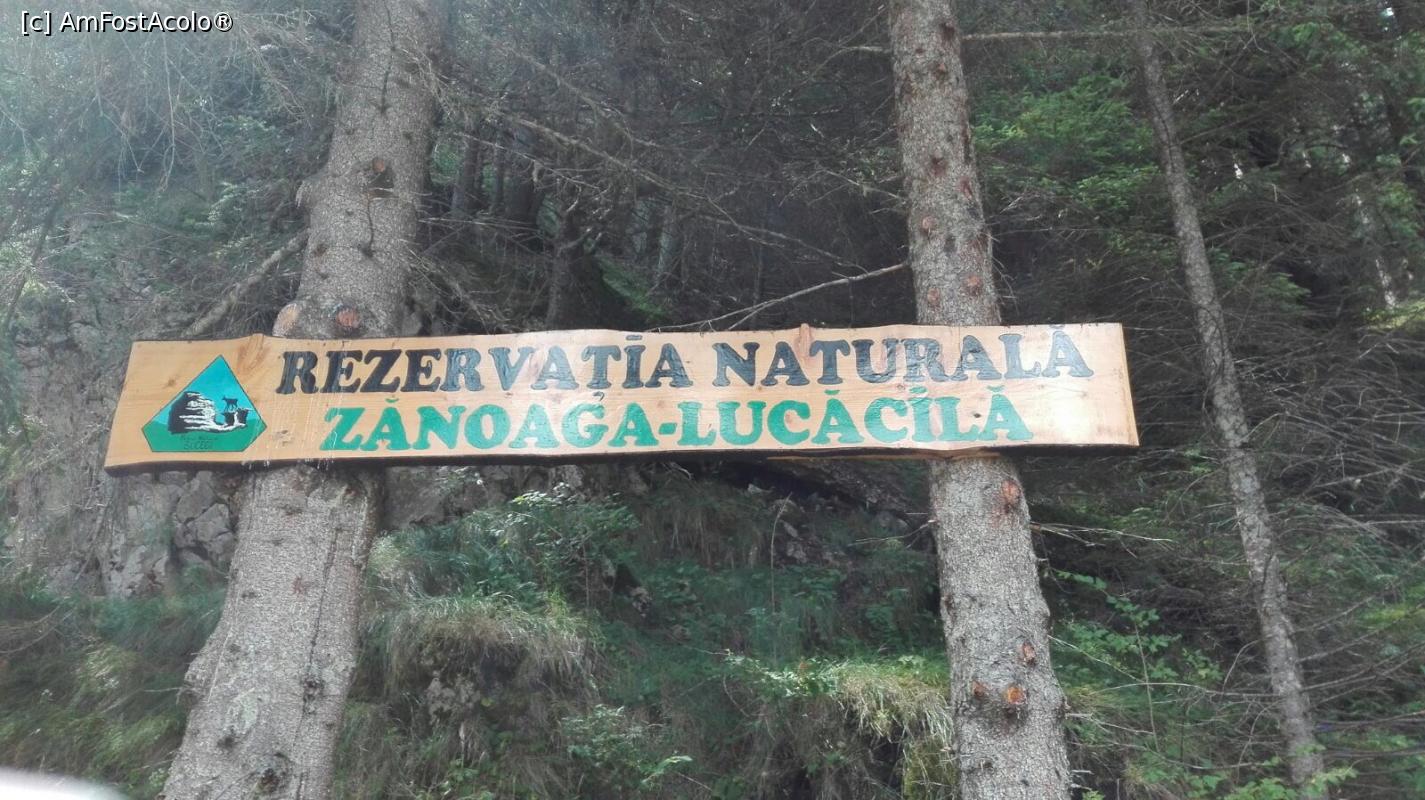 [c] AmFostAcolo®
REZERVAȚIA NATURALĂ
ZĂNOAGA-LUCĂCILĂ